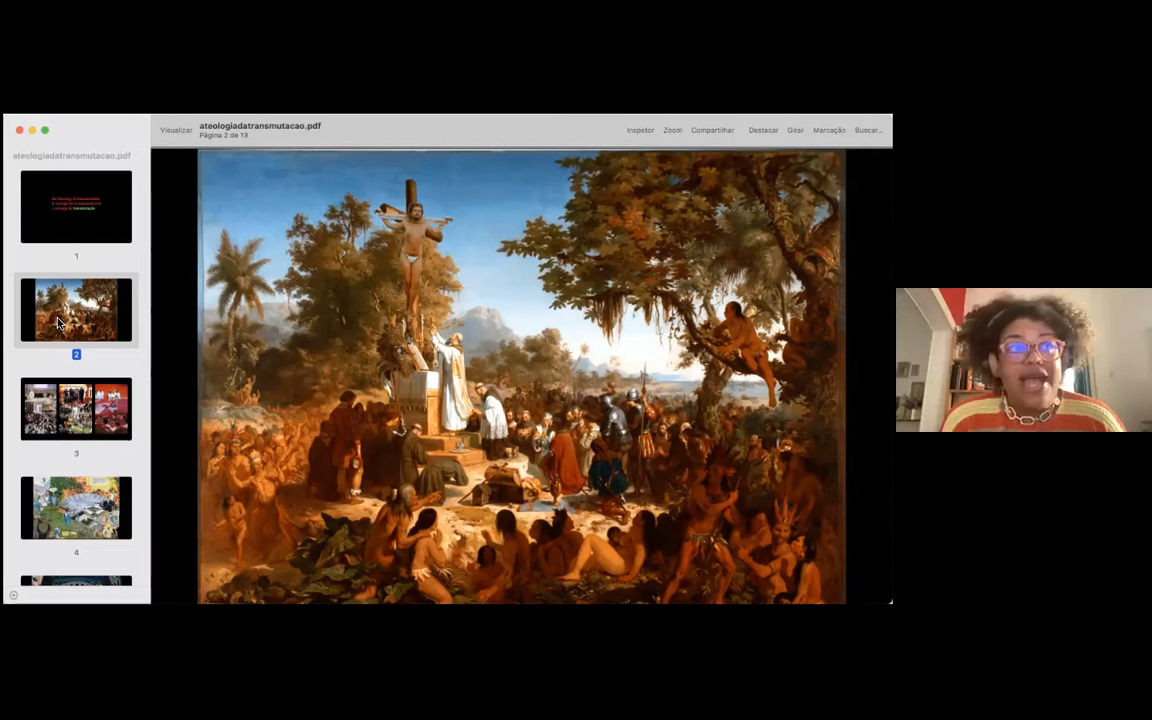 Visualizar
ateologiadatransmutacao.pdf
Página 2 de 13
Inspetor
Zoom
Compartilhar
Destacar
Girar
Marcação
Buscar...
ateologiadatransmutacao.pdf
1
2
3
4